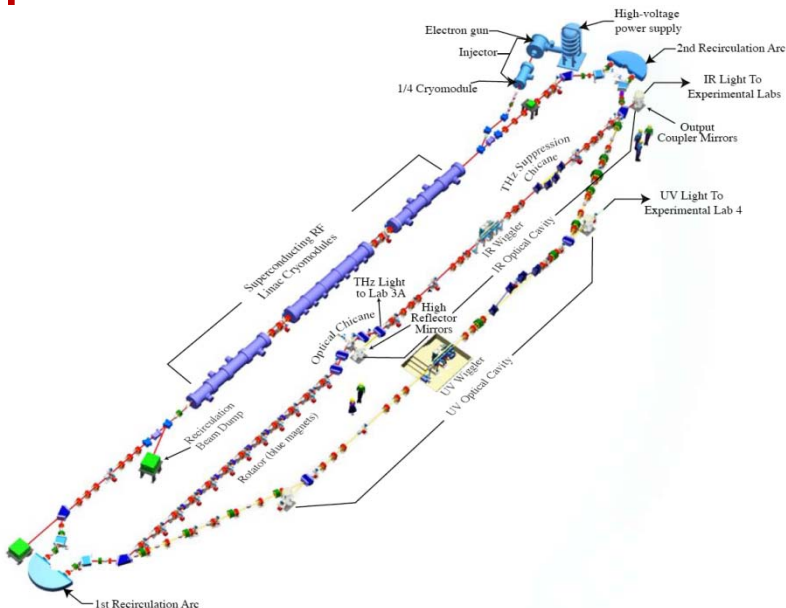 High-voltage
power supply
Electron gun
Injector
1/4 Cryomodule
2nd Recirculation Arc
IR Light To
Experimental Labs
Output
Coupler Mirrors
THz Suppression
Chicane
UV Light To
Experimental Lab 4
Superconducting RF
Linac Cryomodules
IR Wiggler
IR Optical Cavity
THz Light
to Lab 3A
High
Reflector
Mirrors
Optical Chicane
UV Wiggler
UV Optical Cavity
Recirculation
Beam Dump
Rotator (blue magnets)
1st Recirculation Arc